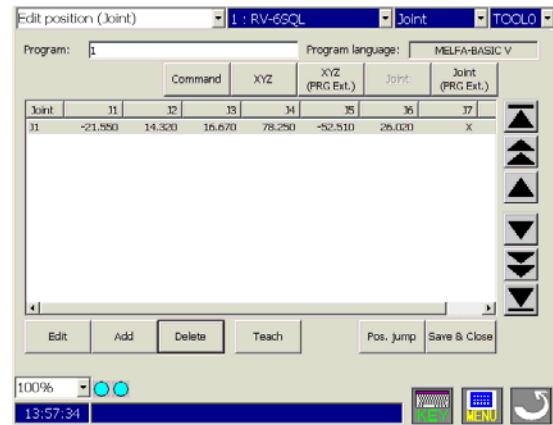 Edit position (Joint) 1 : RV-6SQL Joint TOOL0
Program: 1 Program language: MELFA-BASIC V
Command XYZ XYZ (PRG Ext.) Joint Joint (PRG Ext.)
Joint J1 J2 J3 J4 J5 J6 J7
J1 -21.550 14.320 16.670 78.250 -52.510 26.020 X
Edit Add Delete Teach Pos. jump Save & Close
100%
13:57:34 KEY MENU